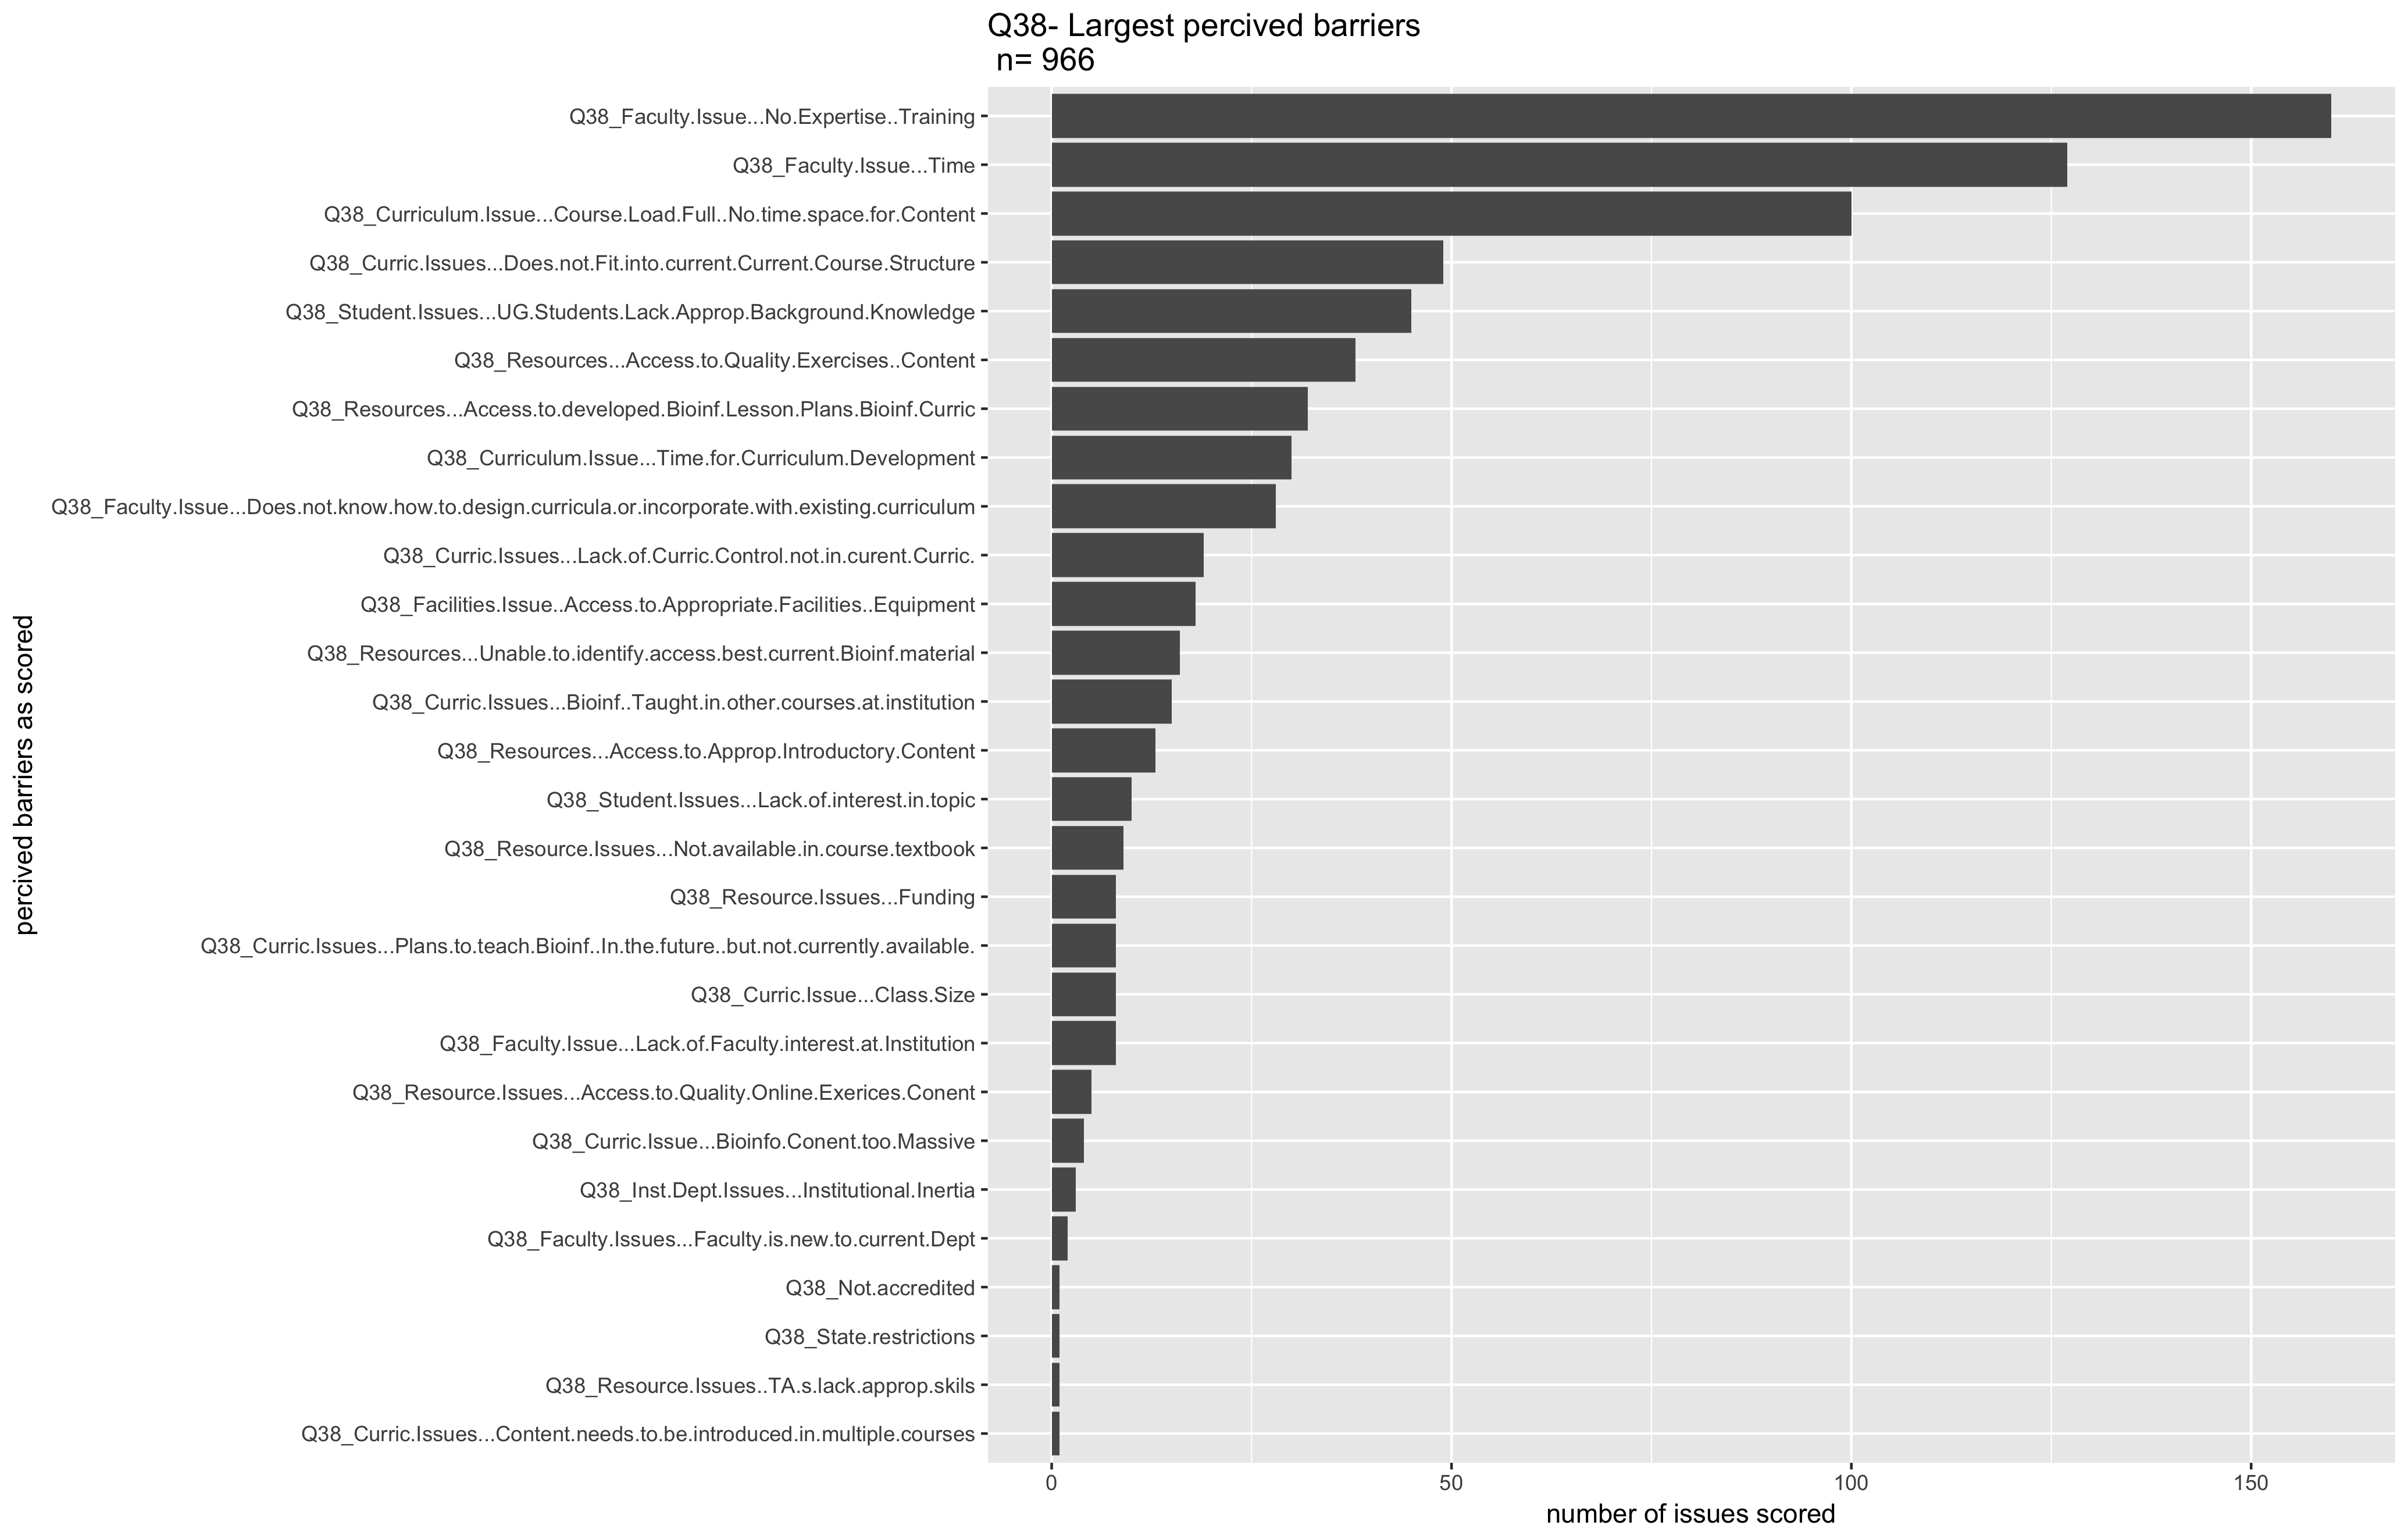 Q38- Largest percived barriers
n= 966
Q38_Faculty.Issue...No.Expertise..Training
Q38_Faculty.Issue...Time
Q38_Curriculum.Issue...Course.Load.Full..No.time.space.for.Content
Q38_Curric.Issues...Does.not.Fit.into.current.Current.Course.Structure
Q38_Student.Issues...UG.Students.Lack.Approp.Background.Knowledge
Q38_Resources...Access.to.Quality.Exercises..Content
Q38_Resources...Access.to.developed.Bioinf.Lesson.Plans.Bioinf.Curric
Q38_Curriculum.Issue...Time.for.Curriculum.Development
Q38_Faculty.Issue...Does.not.know.how.to.design.curricula.or.incorporate.with.existing.curriculum
Q38_Curric.Issues...Lack.of.Curric.Control.not.in.curent.Curric.
Q38_Facilities.Issue..Access.to.Appropriate.Facilities..Equipment
Q38_Resources...Unable.to.identify.access.best.current.Bioinf.material
Q38_Curric.Issues...Bioinf..Taught.in.other.courses.at.institution
Q38_Resources...Access.to.Approp.Introductory.Content
Q38_Student.Issues...Lack.of.interest.in.topic
Q38_Resource.Issues...Not.available.in.course.textbook
Q38_Resource.Issues...Funding
Q38_Curric.Issues...Plans.to.teach.Bioinf..In.the.future..but.not.currently.available.
Q38_Curric.Issue...Class.Size
Q38_Faculty.Issue...Lack.of.Faculty.interest.at.Institution
Q38_Resource.Issues...Access.to.Quality.Online.Exerices.Conent
Q38_Curric.Issue...Bioinfo.Conent.too.Massive
Q38_Inst.Dept.Issues...Institutional.Inertia
Q38_Faculty.Issues...Faculty.is.new.to.current.Dept
Q38_Not.accredited
Q38_State.restrictions
Q38_Resource.Issues..TA.s.lack.approp.skils
Q38_Curric.Issues...Content.needs.to.be.introduced.in.multiple.courses
percived barriers as scored
0 50 100 150
number of issues scored